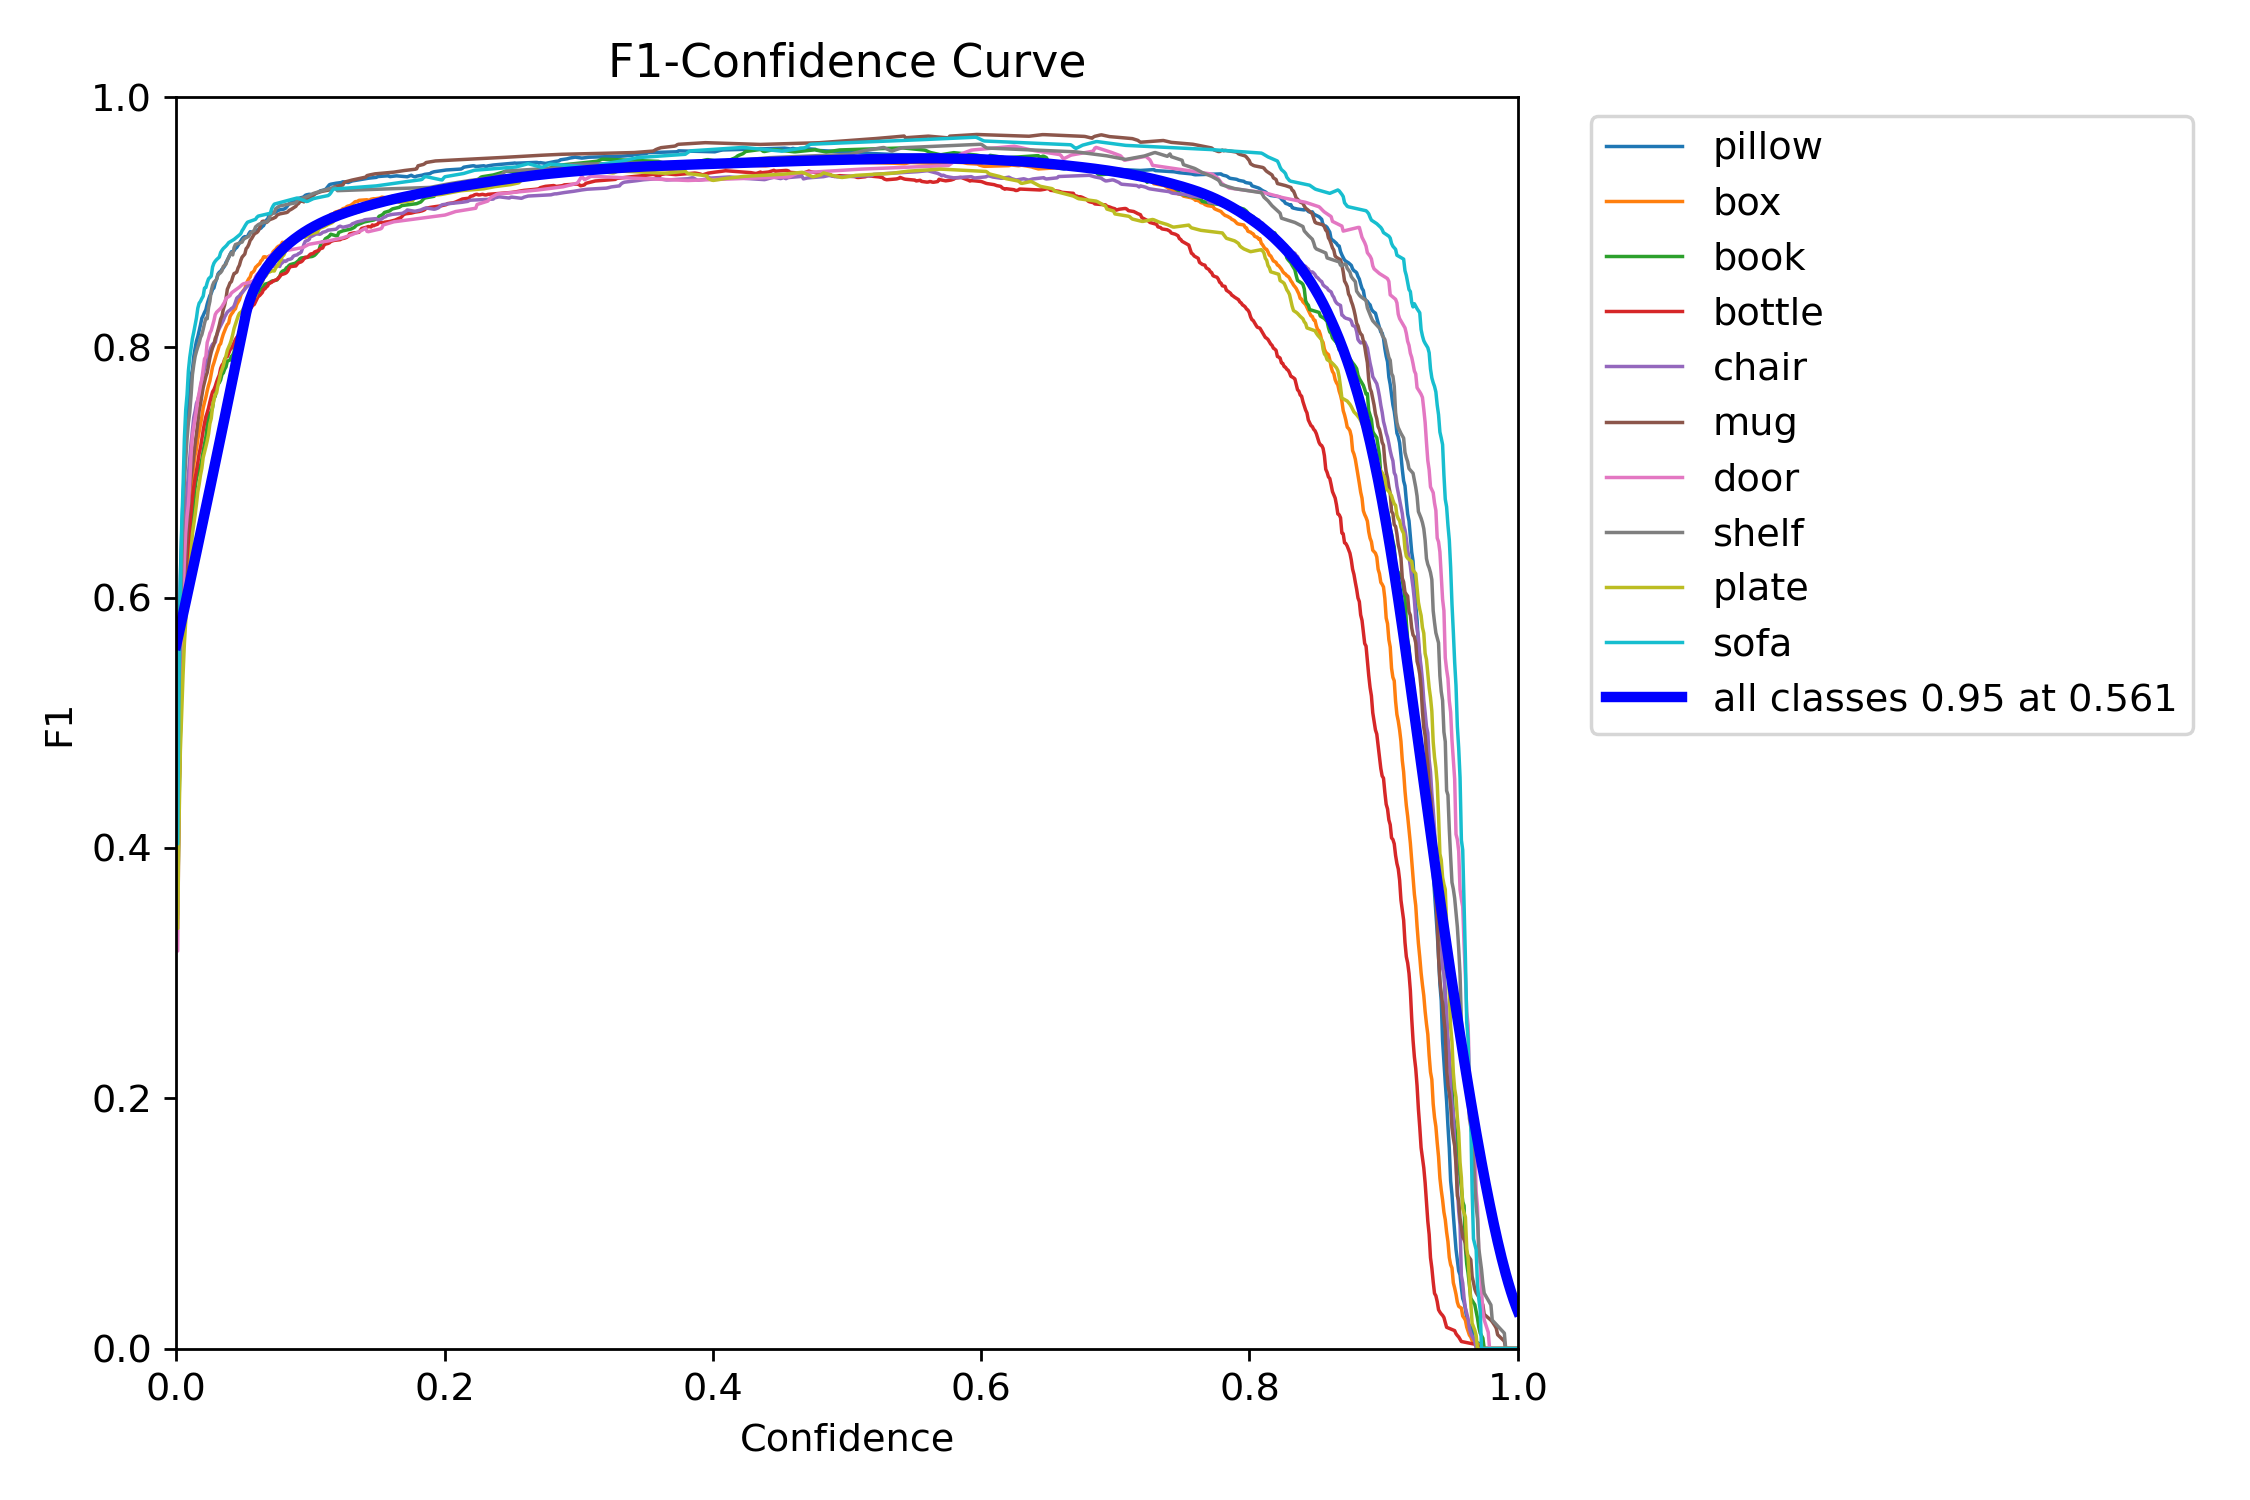 F1-Confidence Curve
1.0
0.8
0.6
0.4
0.2
0.0
F1
0.0 0.2 0.4 0.6 0.8 1.0
Confidence
pillow
box
book
bottle
chair
mug
door
shelf
plate
sofa
all classes 0.95 at 0.561